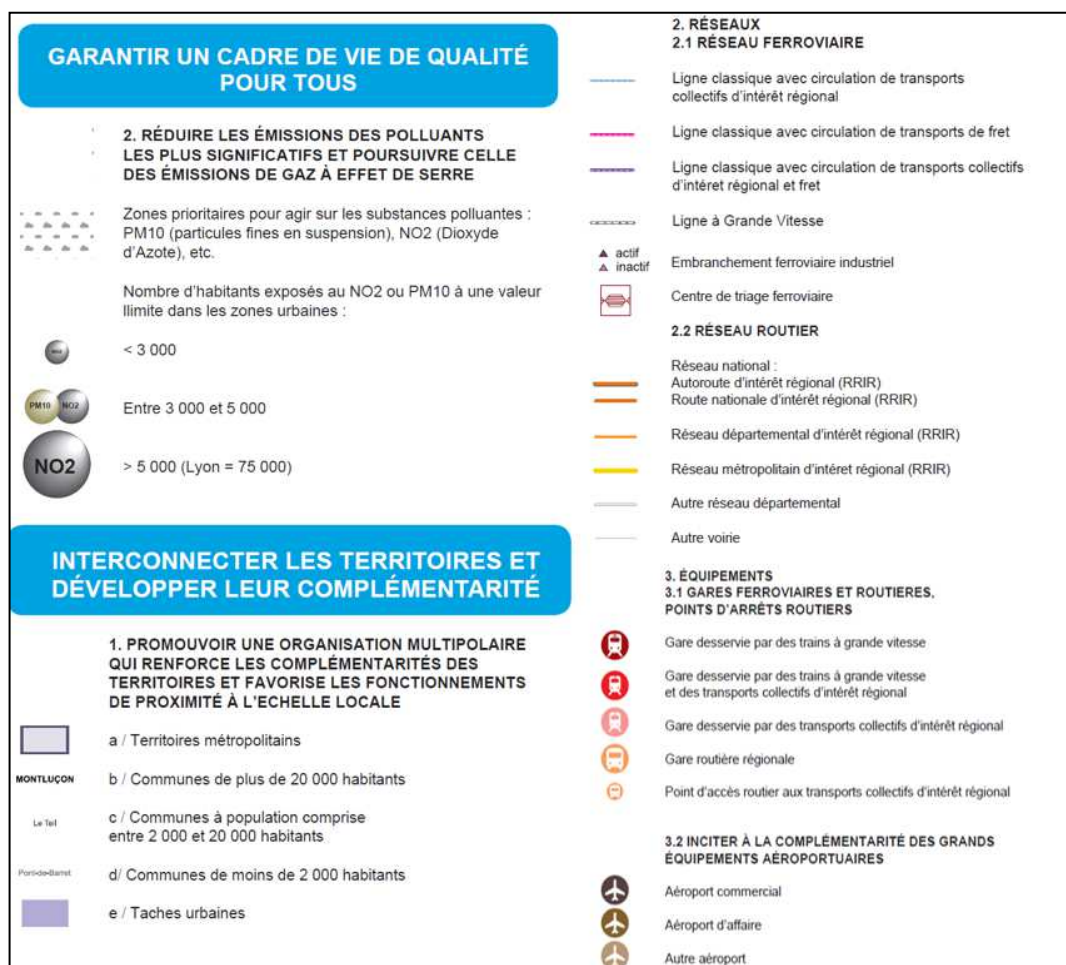 GARANTIR UN CADRE DE VIE DE QUALITÉ
POUR TOUS
2. RÉDUIRE LES ÉMISSIONS DES POLLUANTS
LES PLUS SIGNIFICATIFS ET POURSUIVRE CELLE
DES ÉMISSIONS DE GAZ À EFFET DE SERRE
Zones prioritaires pour agir sur les substances polluantes :
PM10 (particules fines en suspension), NO2 (Dioxyde
d'Azote), etc.
Nombre d'habitants exposés au NO2 ou PM10 à une valeur
llimite dans les zones urbaines :
NO2
< 3 000
PM10 NO2
Entre 3 000 et 5 000
NO2
> 5 000 (Lyon = 75 000)
INTERCONNECTER LES TERRITOIRES ET
DÉVELOPPER LEUR COMPLÉMENTARITÉ
1. PROMOUVOIR UNE ORGANISATION MULTIPOLAIRE
QUI RENFORCE LES COMPLÉMENTARITÉS DES
TERRITOIRES ET FAVORISE LES FONCTIONNEMENTS
DE PROXIMITÉ À L'ECHELLE LOCALE
a / Territoires métropolitains
MONTLUÇON
b / Communes de plus de 20 000 habitants
Le Teil
c / Communes à population comprise
entre 2 000 et 20 000 habitants
Pont-de-Barret
d/ Communes de moins de 2 000 habitants
e / Taches urbaines
2. RÉSEAUX
2.1 RÉSEAU FERROVIAIRE
Ligne classique avec circulation de transports
collectifs d'intérêt régional
Ligne classique avec circulation de transports de fret
Ligne classique avec circulation de transports collectifs
d'intéret régional et fret
Ligne à Grande Vitesse
actif
inactif
Embranchement ferroviaire industriel
Centre de triage ferroviaire
2.2 RÉSEAU ROUTIER
Réseau national :
Autoroute d'intérêt régional (RRIR)
Route nationale d'intérêt régional (RRIR)
Réseau départemental d'intérêt régional (RRIR)
Réseau métropolitain d'intéret régional (RRIR)
Autre réseau départemental
Autre voirie
3. ÉQUIPEMENTS
3.1 GARES FERROVIAIRES ET ROUTIERES,
POINTS D'ARRÊTS ROUTIERS
Gare desservie par des trains à grande vitesse
Gare desservie par des trains à grande vitesse
et des transports collectifs d'intérêt régional
Gare desservie par des transports collectifs d'intérêt régional
Gare routière régionale
Point d'accès routier aux transports collectifs d'intérêt régional
3.2 INCITER À LA COMPLÉMENTARITÉ DES GRANDS
ÉQUIPEMENTS AÉROPORTUAIRES
Aéroport commercial
Aéroport d'affaire
Autre aéroport